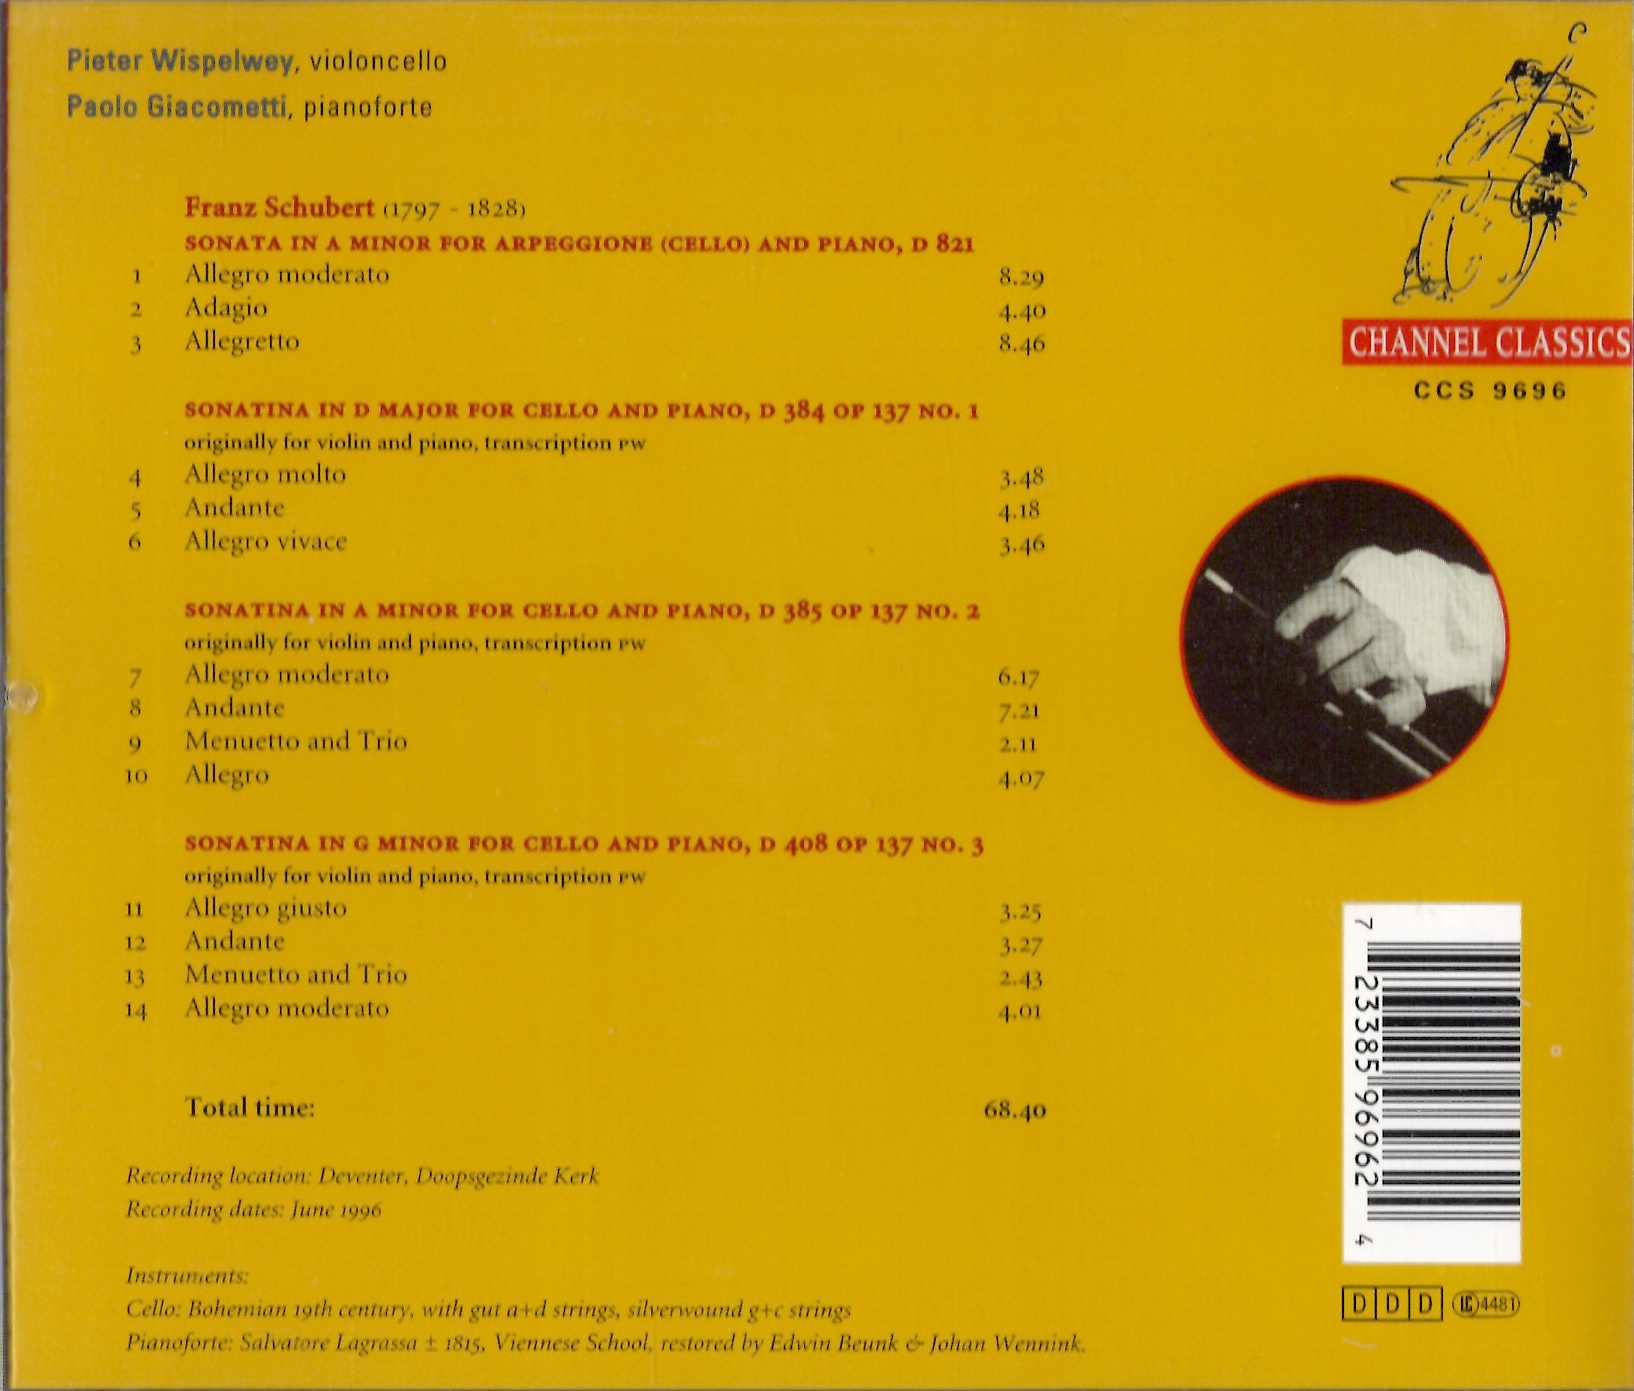 Pieter Wispelwey, violoncello
Paolo Giacometti, pianoforte
Franz Schubert (1797 - 1828)
SONATA IN A MINOR FOR ARPEGGIONE (CELLO) AND PIANO, D 821
1 Allegro moderato 8.29
2 Adagio 4.40
3 Allegretto 8.46
SONATINA IN D MAJOR FOR CELLO AND PIANO, D 384 OP 137 NO. 1
originally for violin and piano, transcription PW
4 Allegro molto 3.48
5 Andante 4.18
6 Allegro vivace 3.46
SONATINA IN A MINOR FOR CELLO AND PIANO, D 385 OP 137 NO. 2
originally for violin and piano, transcription PW
7 Allegro moderato 6.17
8 Andante 7.21
9 Menuetto and Trio 2.11
10 Allegro 4.07
SONATINA IN G MINOR FOR CELLO AND PIANO, D 408 OP 137 NO. 3
originally for violin and piano, transcription PW
11 Allegro giusto 3.25
12 Andante 3.27
13 Menuetto and Trio 2.43
14 Allegro moderato 4.01
Total time: 68.40
Recording location: Deventer, Doopsgezinde Kerk
Recording dates: June 1996
Instruments:
Cello: Bohemian 19th century, with gut a+d strings, silverwound g+c strings
Pianoforte: Salvatore Lagrassa ± 1815, Viennese School, restored by Edwin Beunk & Johan Wennink.
CHANNEL CLASSICS
CCS 9696
7 23385 96962 4
D D D LC 4481